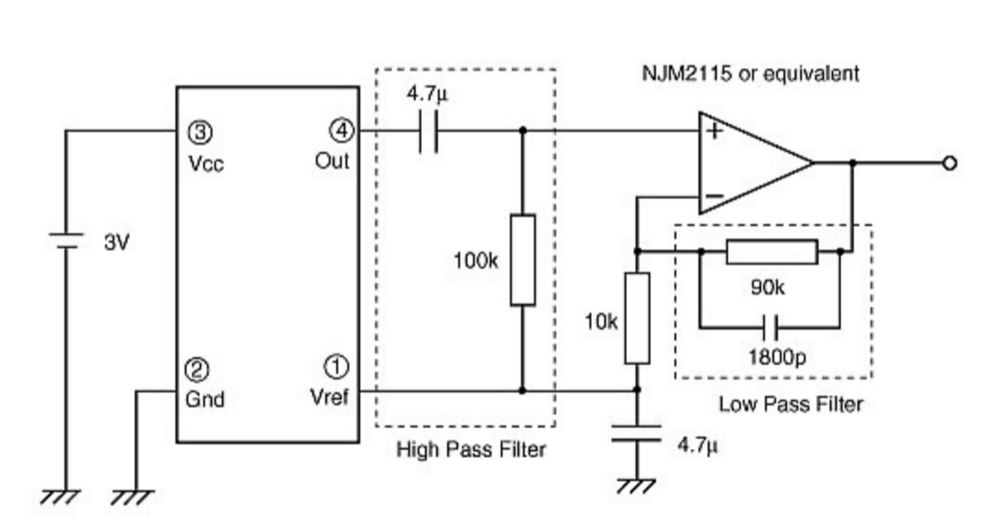 NJM2115 or equivalent
4.7μ
③
Vcc
④
Out
+
−
3V
100k
90k
10k
1800p
②
Gnd
①
Vref
Low Pass Filter
High Pass Filter
4.7μ